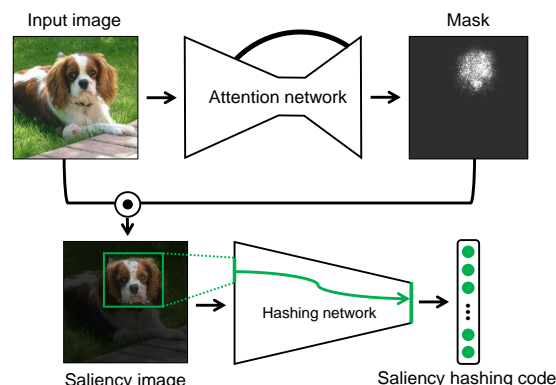 Input image
Mask
Attention network
Hashing network
Saliency image
Saliency hashing code